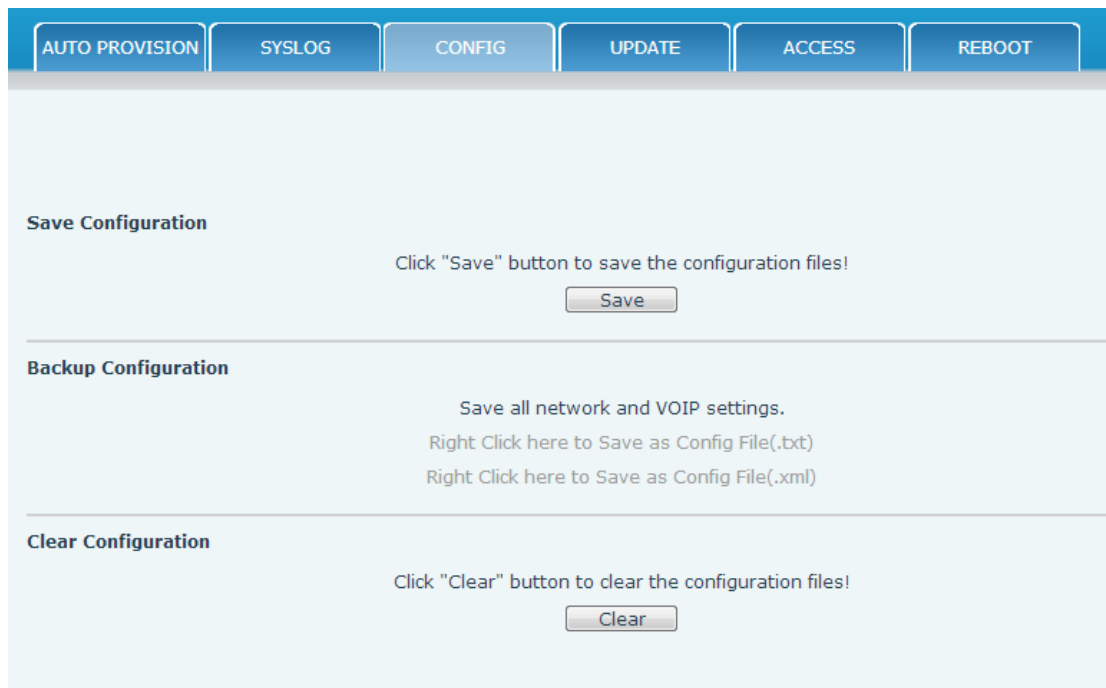 AUTO PROVISION SYSLOG CONFIG UPDATE ACCESS REBOOT
Save Configuration
Click "Save" button to save the configuration files!
Save
Backup Configuration
Save all network and VOIP settings.
Right Click here to Save as Config File(.txt)
Right Click here to Save as Config File(.xml)
Clear Configuration
Click "Clear" button to clear the configuration files!
Clear